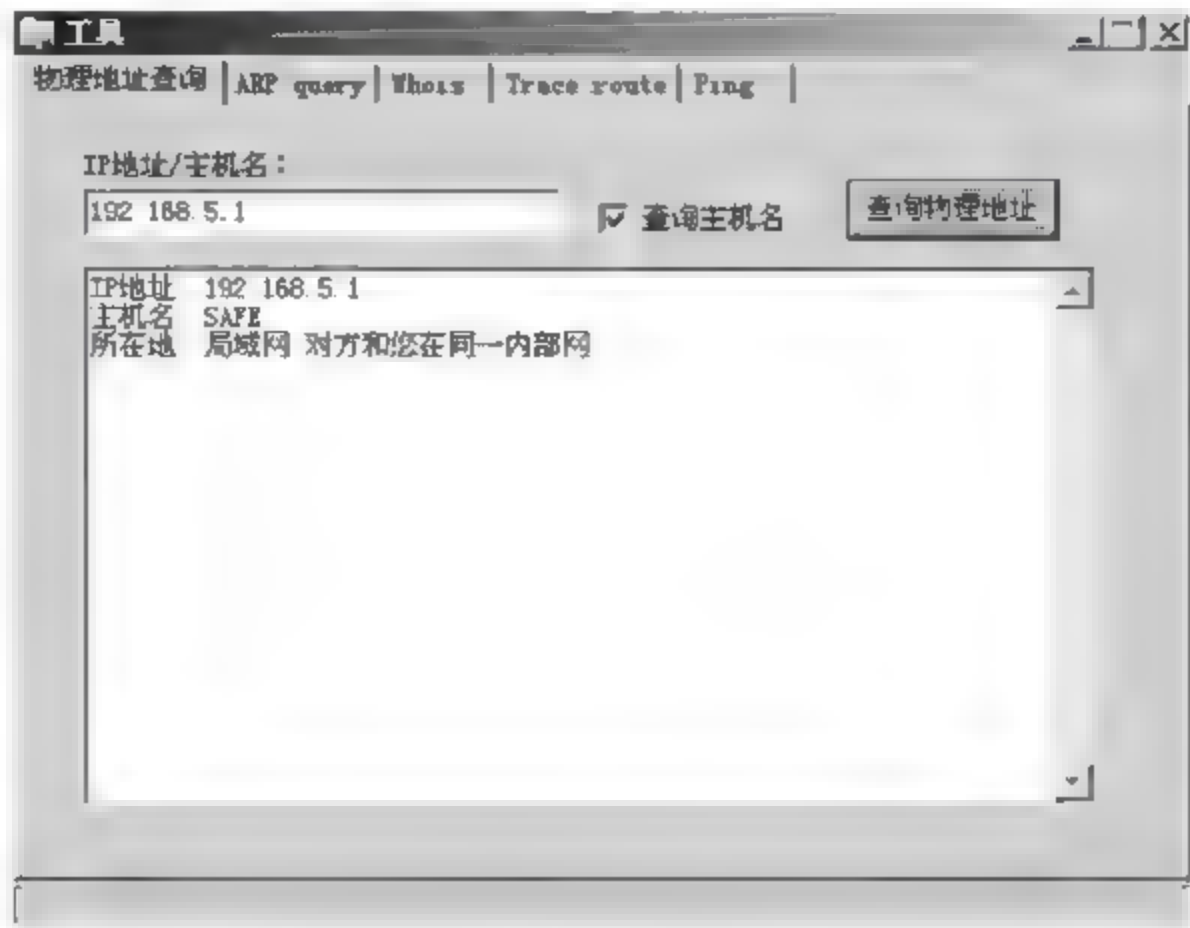 工具
物理地址查询 ARP query Whois Trace route Ping
IP地址/主机名：
192 168.5.1 查询主机名 查询物理地址
IP地址 192 168.5.1
主机名 SAFE
所在地 局域网 对方和您在同一内部网